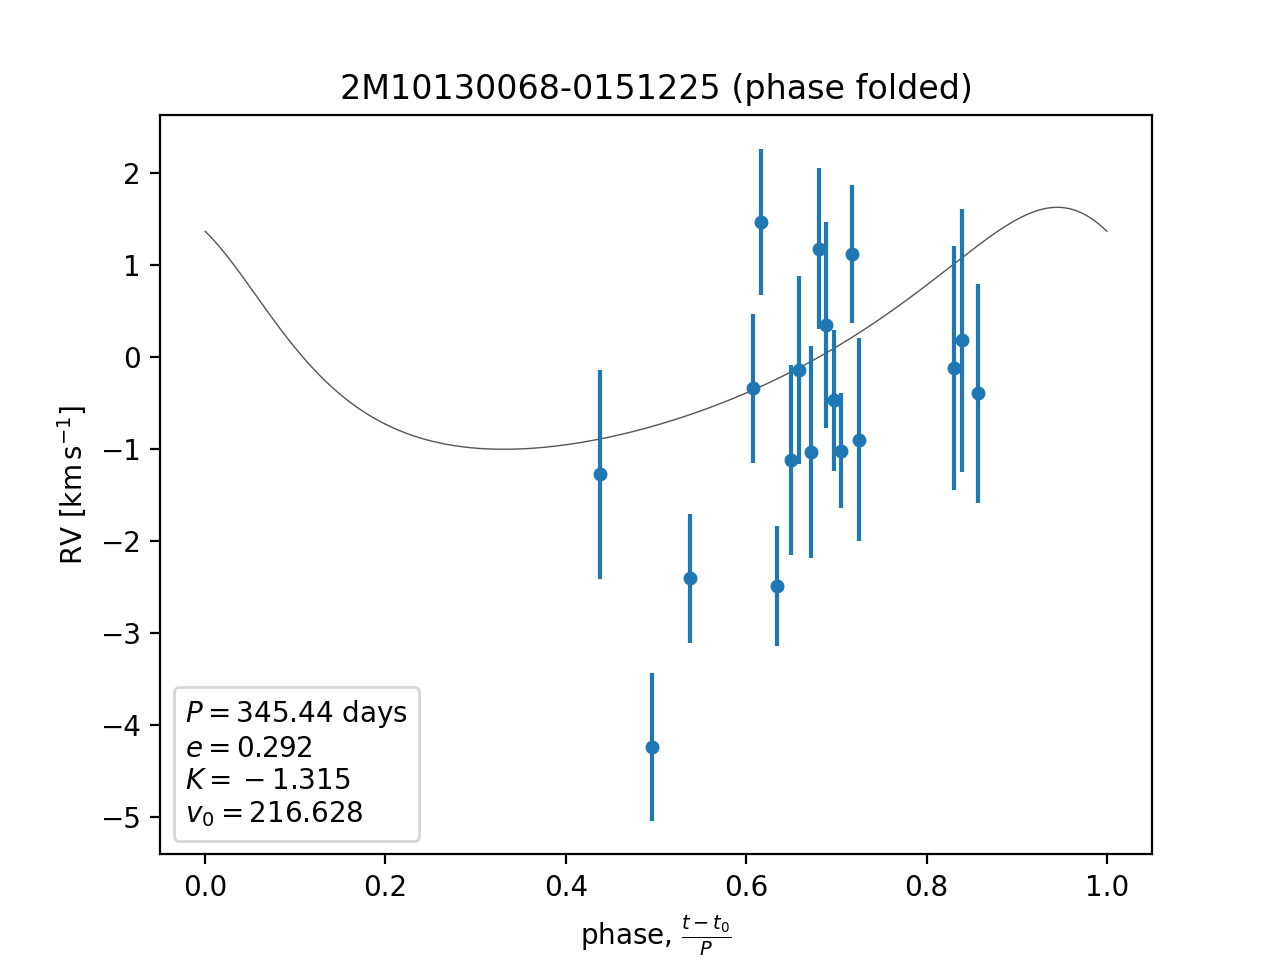 2M10130068-0151225 (phase folded)
RV [km s⁻¹]
2
1
0
−1
−2
−3
−4
−5
P = 345.44 days
e = 0.292
K = −1.315
v₀ = 216.628
0.0 0.2 0.4 0.6 0.8 1.0
phase, (t − t₀)/P